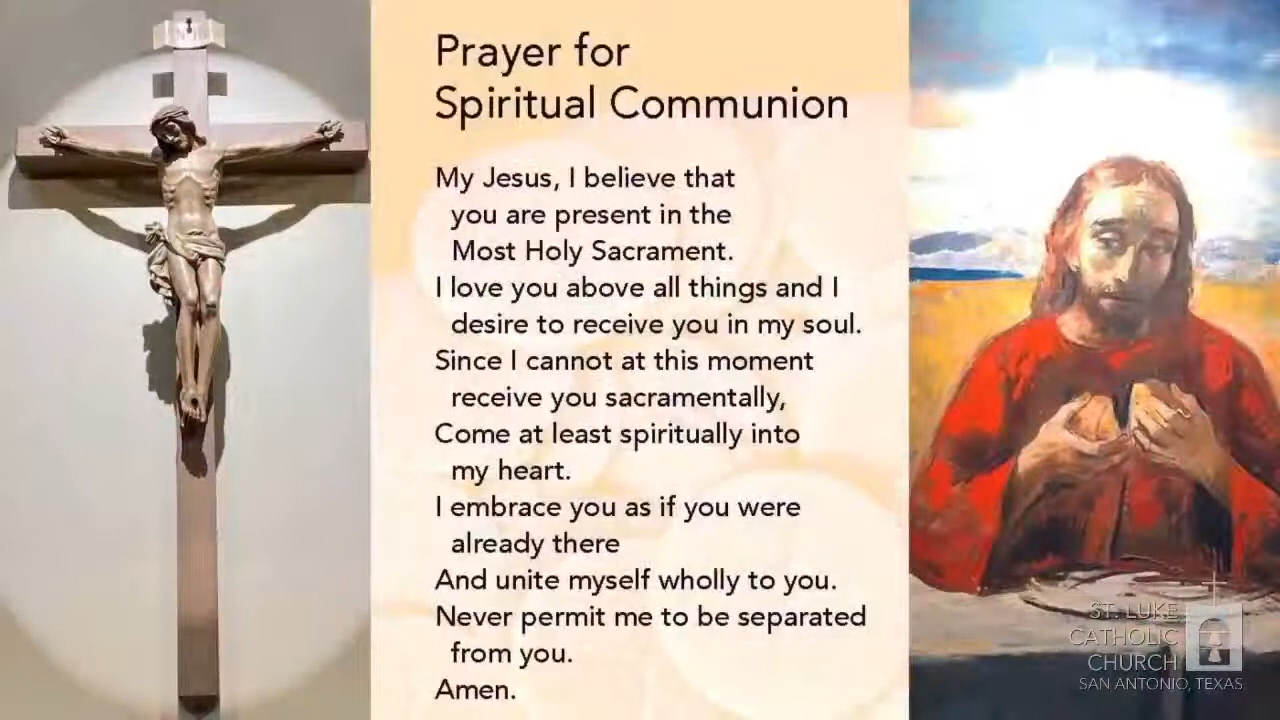 Prayer for
Spiritual Communion
My Jesus, I believe that
you are present in the
Most Holy Sacrament.
I love you above all things and I
desire to receive you in my soul.
Since I cannot at this moment
receive you sacramentally,
Come at least spiritually into
my heart.
I embrace you as if you were
already there
And unite myself wholly to you.
Never permit me to be separated
from you.
Amen.
ST. LUKE
CATHOLIC
CHURCH
SAN ANTONIO, TEXAS